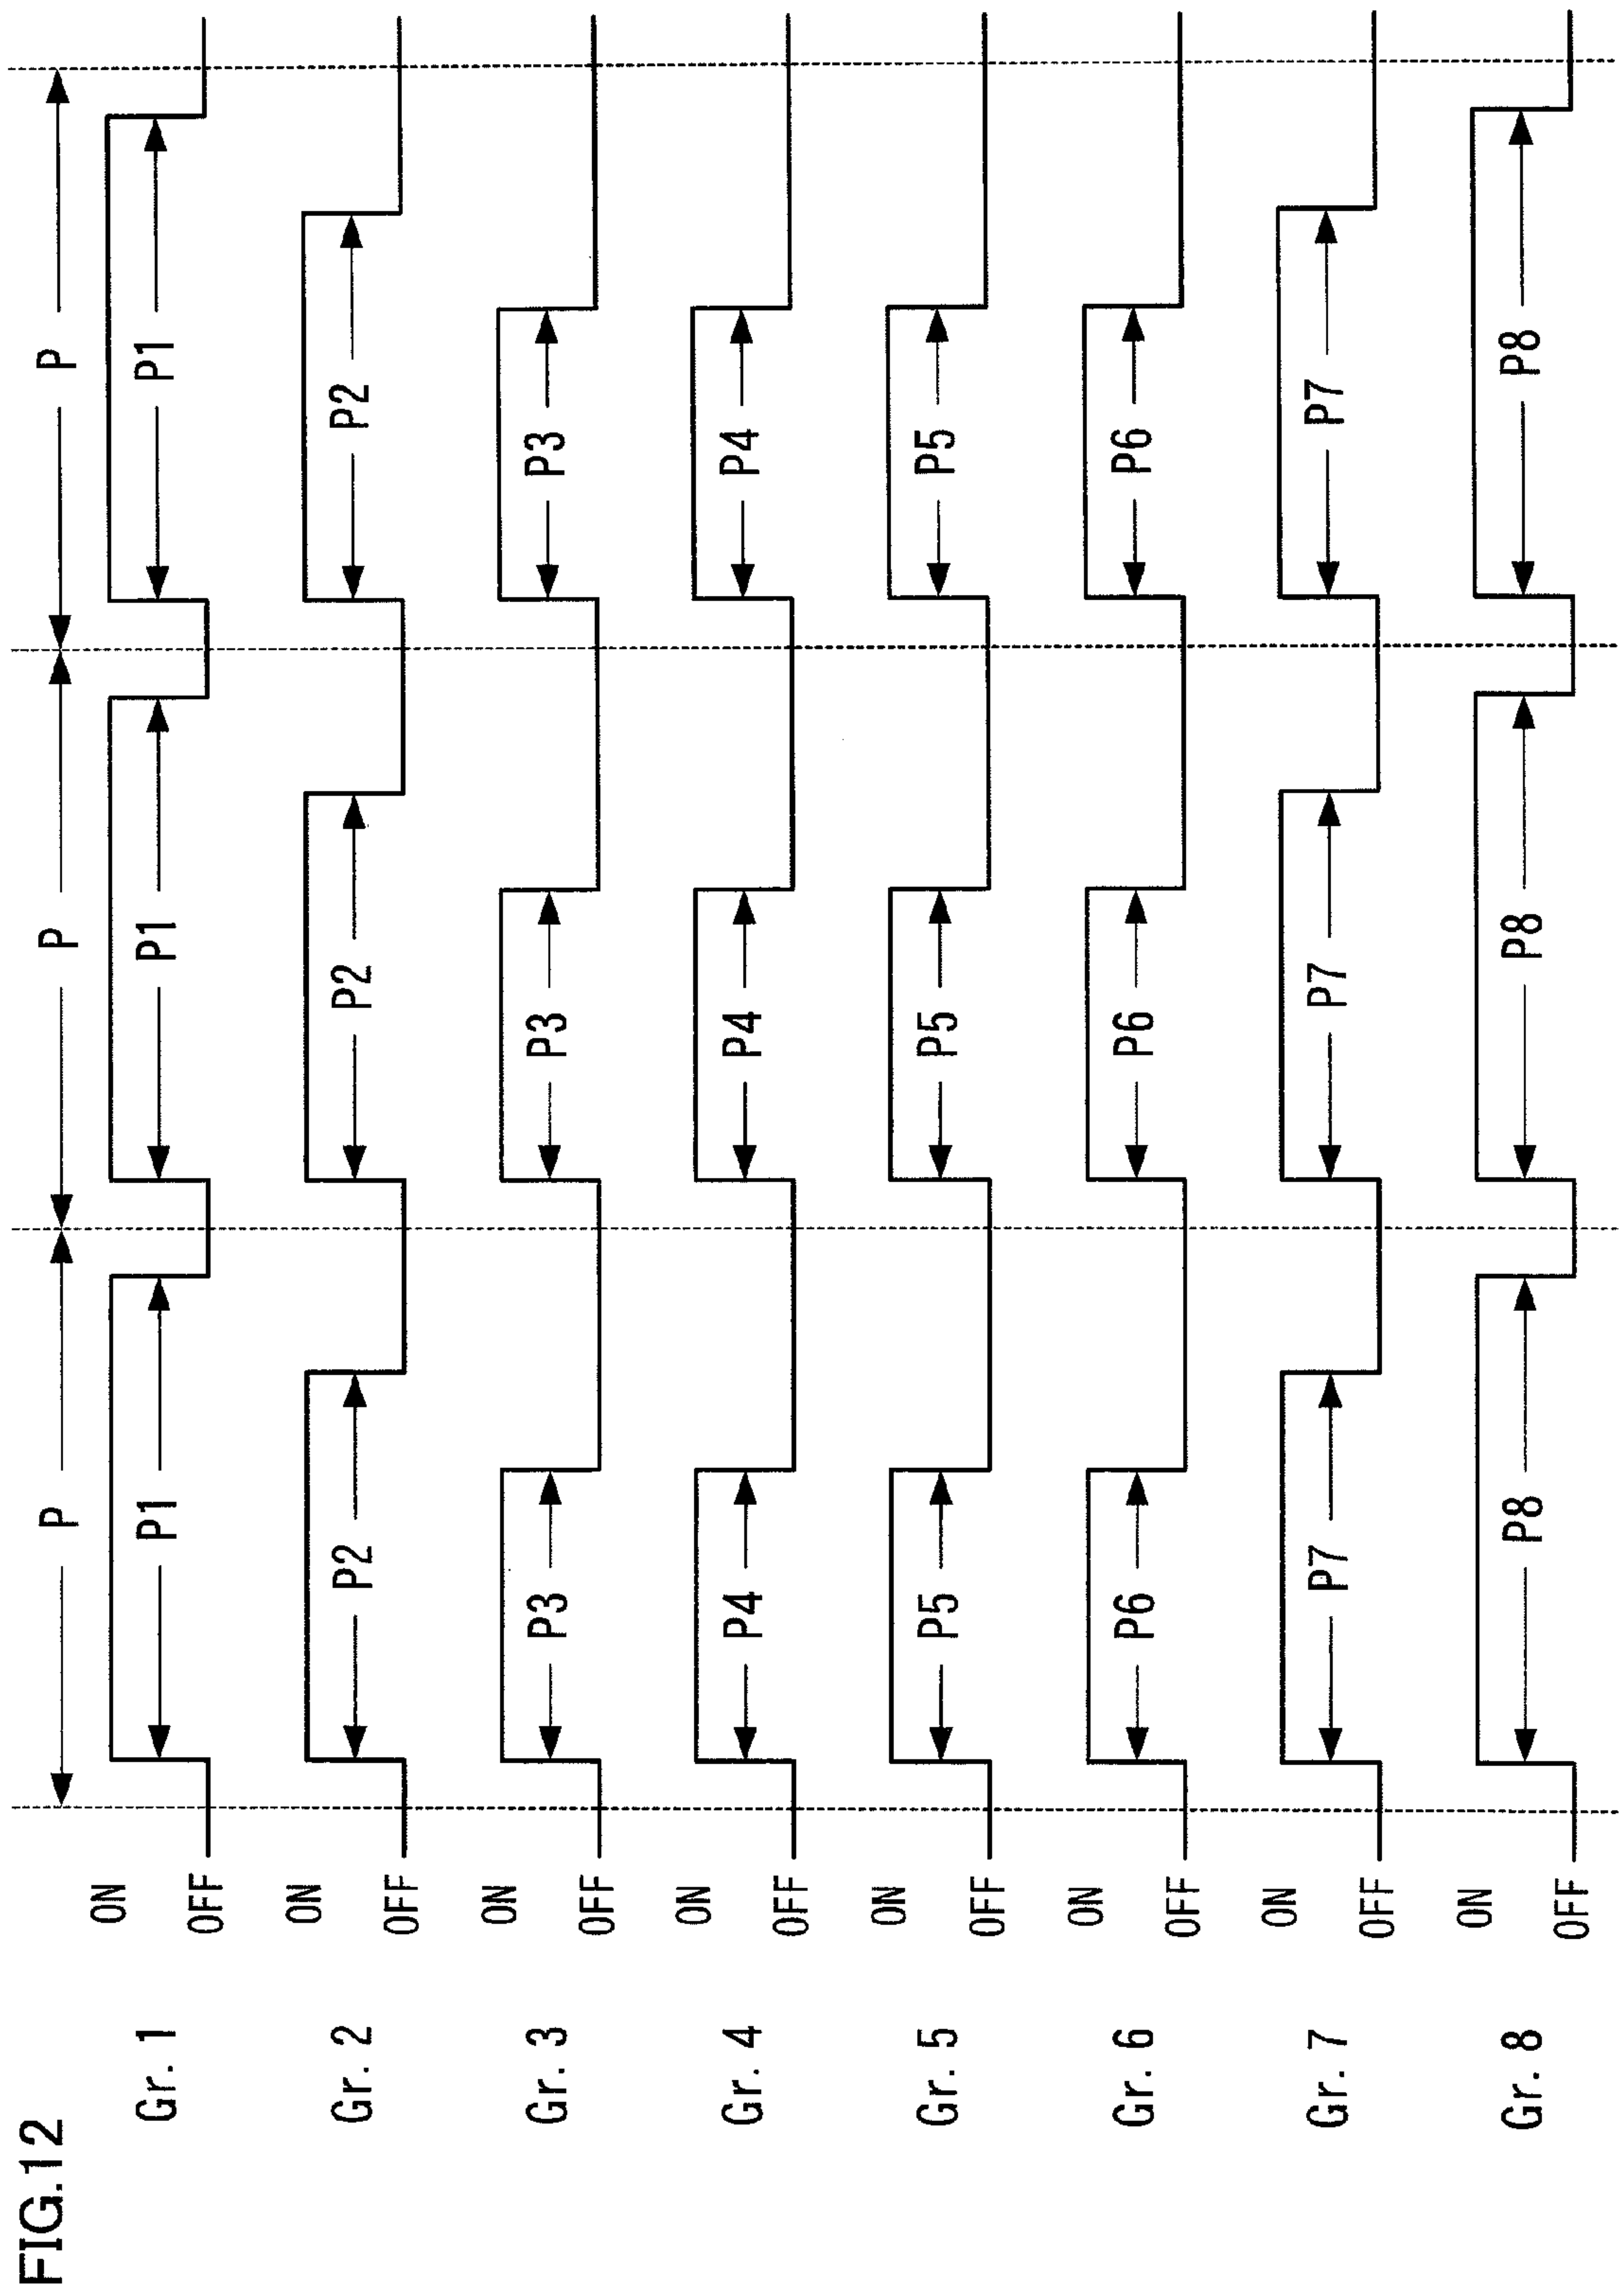 FIG.12
P P P
Gr. 1 ON OFF P1 P1 P1
Gr. 2 ON OFF P2 P2 P2
Gr. 3 ON OFF P3 P3 P3
Gr. 4 ON OFF P4 P4 P4
Gr. 5 ON OFF P5 P5 P5
Gr. 6 ON OFF P6 P6 P6
Gr. 7 ON OFF P7 P7 P7
Gr. 8 ON OFF P8 P8 P8